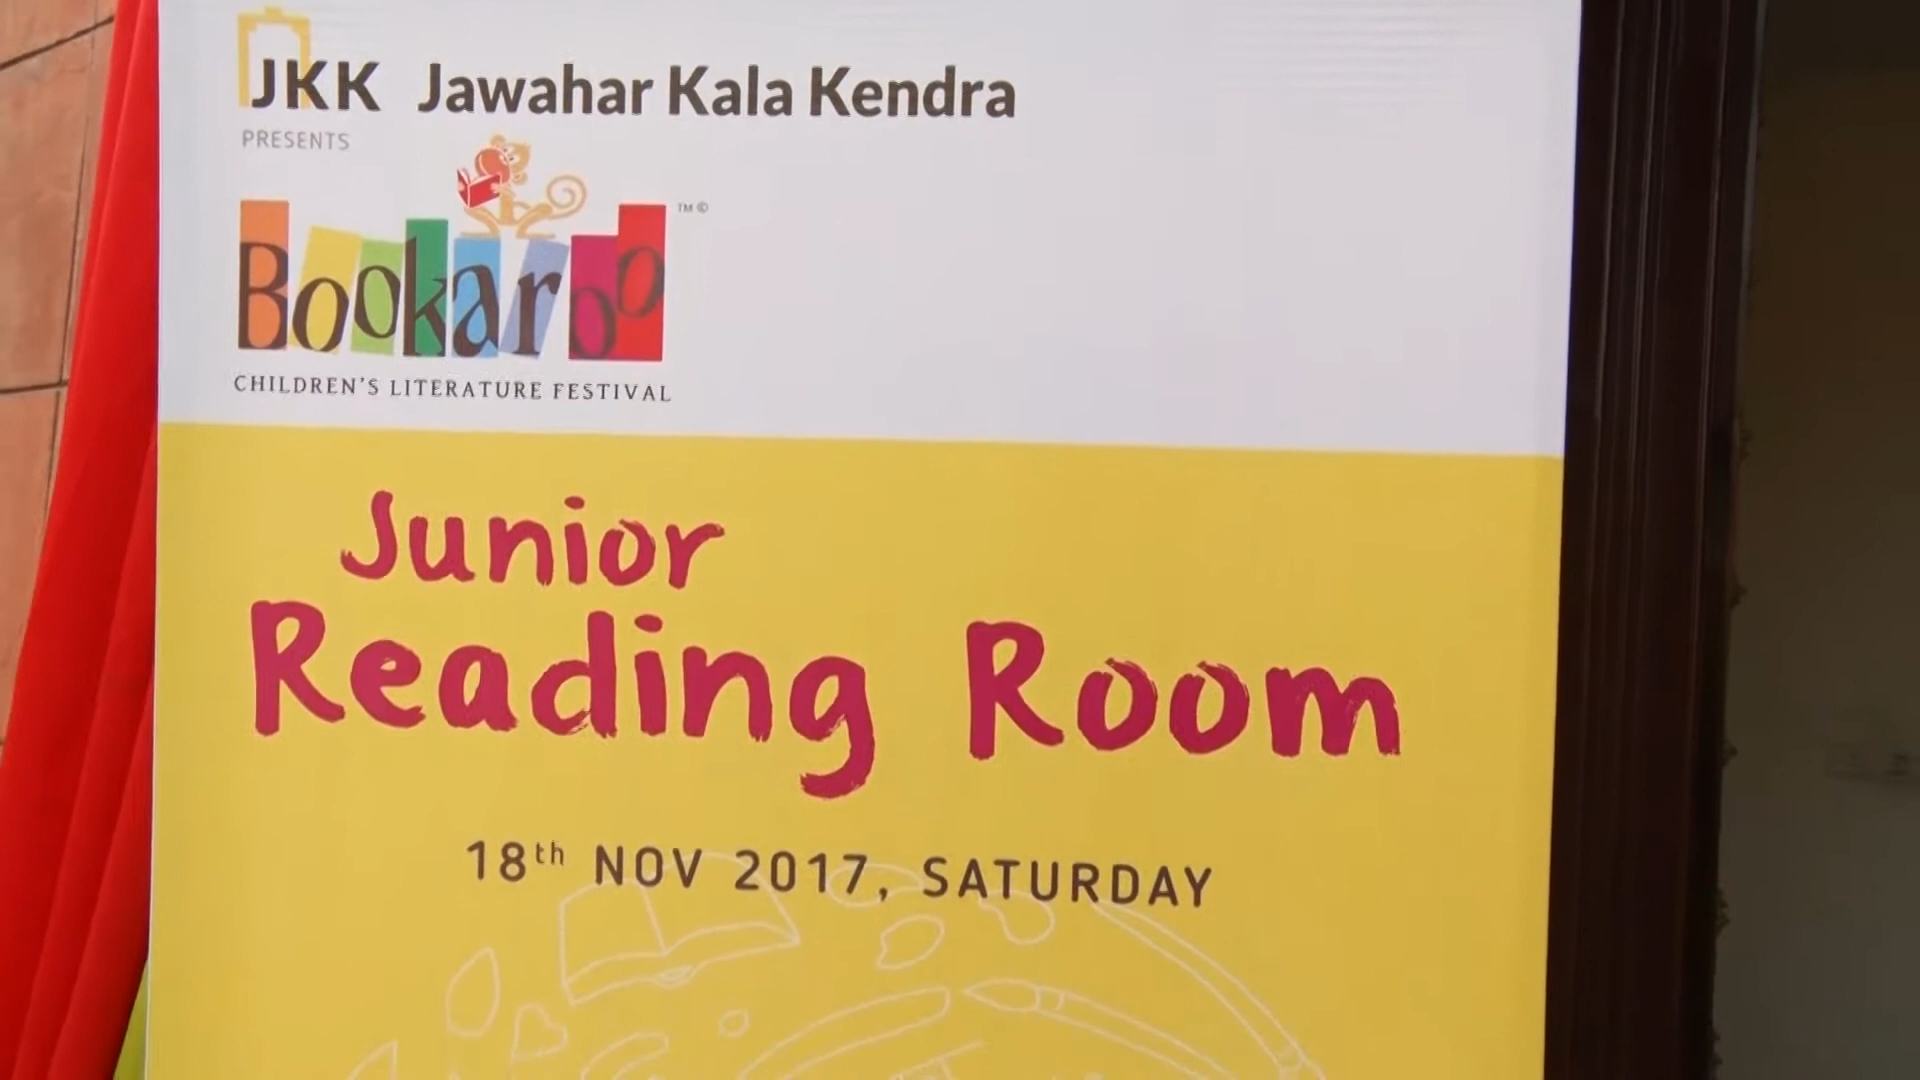 JKK Jawahar Kala Kendra
PRESENTS
Bookaroo ™ ©
CHILDREN'S LITERATURE FESTIVAL
Junior
Reading Room
18th NOV 2017, SATURDAY